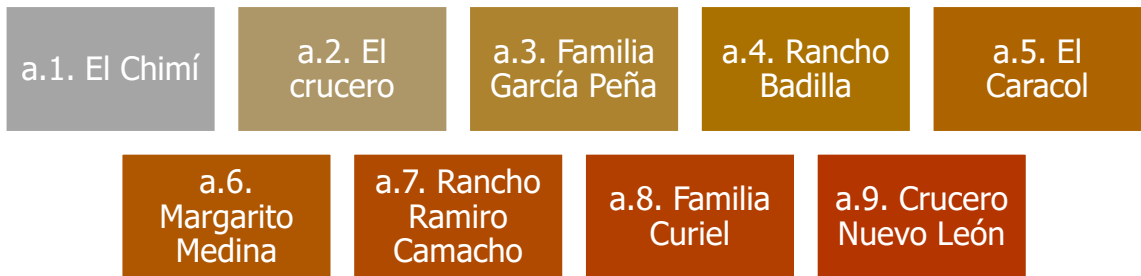 a.1. El Chimí
a.2. El
crucero
a.3. Familia
García Peña
a.4. Rancho
Badilla
a.5. El
Caracol
a.6.
Margarito
Medina
a.7. Rancho
Ramiro
Camacho
a.8. Familia
Curiel
a.9. Crucero
Nuevo León